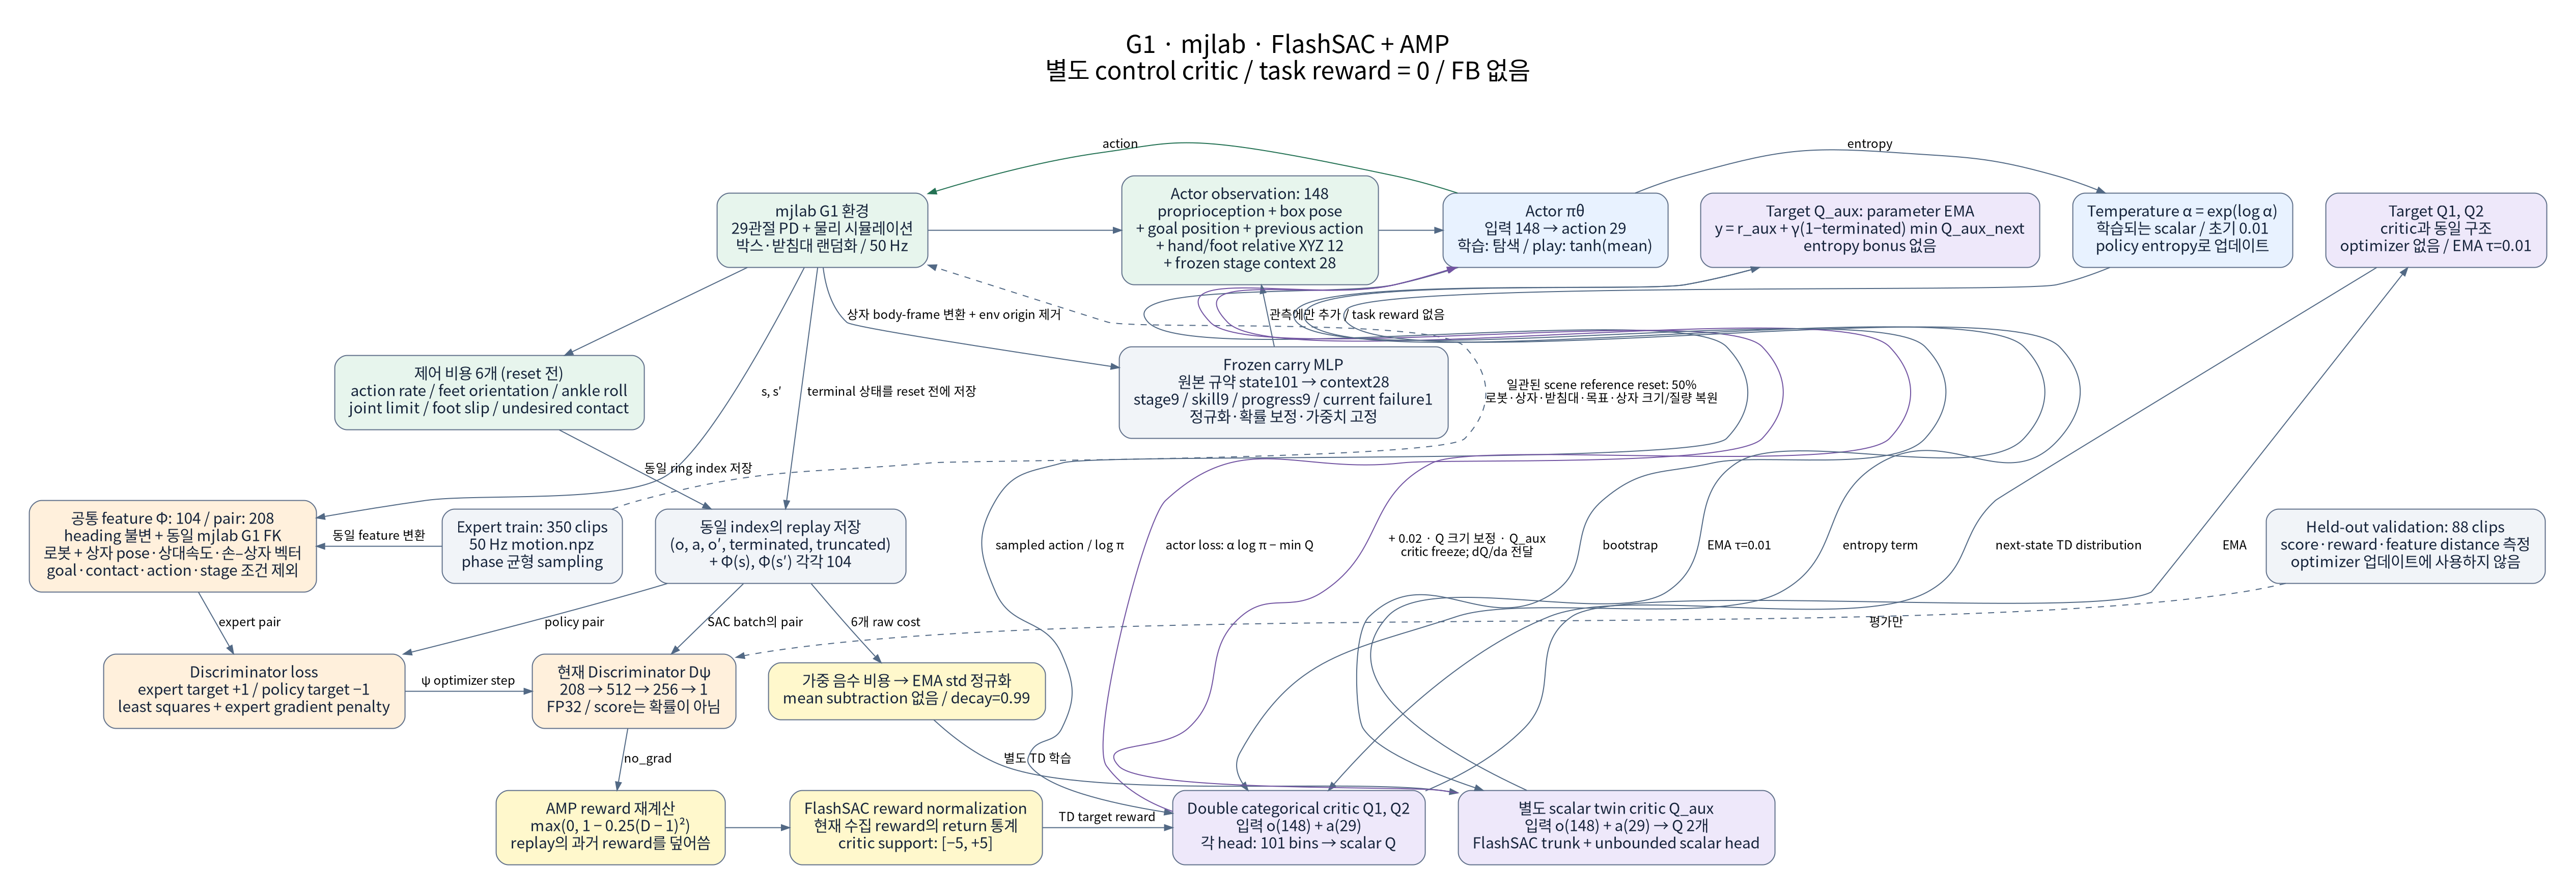 G1 · mjlab · FlashSAC + AMP
별도 control critic / task reward = 0 / FB 없음
action
entropy
mjlab G1 환경
29관절 PD + 물리 시뮬레이션
박스·받침대 랜덤화 / 50 Hz
Actor observation: 148
proprioception + box pose
+ goal position + previous action
+ hand/foot relative XYZ 12
+ frozen stage context 28
Actor πθ
입력 148 → action 29
학습: 탐색 / play: tanh(mean)
Target Q_aux: parameter EMA
y = r_aux + γ(1−terminated) min Q_aux_next
entropy bonus 없음
Temperature α = exp(log α)
학습되는 scalar / 초기 0.01
policy entropy로 업데이트
Target Q1, Q2
critic과 동일 구조
optimizer 없음 / EMA τ=0.01
상자 body-frame 변환 + env origin 제거
관측에만 추가 / task reward 없음
제어 비용 6개 (reset 전)
action rate / feet orientation / ankle roll
joint limit / foot slip / undesired contact
s, s′
terminal 상태를 reset 전에 저장
Frozen carry MLP
원본 규약 state101 → context28
stage9 / skill9 / progress9 / current failure1
정규화·확률 보정·가중치 고정
일관된 scene reference reset: 50%
로봇·상자·받침대·목표·상자 크기/질량 복원
동일 ring index 저장
공통 feature Φ: 104 / pair: 208
heading 불변 + 동일 mjlab G1 FK
로봇 + 상자 pose·상대속도·손–상자 벡터
goal·contact·action·stage 조건 제외
동일 feature 변환
Expert train: 350 clips
50 Hz motion.npz
phase 균형 sampling
동일 index의 replay 저장
(o, a, o′, terminated, truncated)
+ Φ(s), Φ(s′) 각각 104
sampled action / log π
actor loss: α log π − min Q
+ 0.02 · Q 크기 보정 · Q_aux
critic freeze; dQ/da 전달
bootstrap
EMA τ=0.01
entropy term
next-state TD distribution
EMA
Held-out validation: 88 clips
score·reward·feature distance 측정
optimizer 업데이트에 사용하지 않음
expert pair
policy pair
SAC batch의 pair
6개 raw cost
평가만
Discriminator loss
expert target +1 / policy target −1
least squares + expert gradient penalty
ψ optimizer step
현재 Discriminator Dψ
208 → 512 → 256 → 1
FP32 / score는 확률이 아님
가중 음수 비용 → EMA std 정규화
mean subtraction 없음 / decay=0.99
no_grad
별도 TD 학습
AMP reward 재계산
max(0, 1 − 0.25(D − 1)²)
replay의 과거 reward를 덮어씀
FlashSAC reward normalization
현재 수집 reward의 return 통계
critic support: [−5, +5]
TD target reward
Double categorical critic Q1, Q2
입력 o(148) + a(29)
각 head: 101 bins → scalar Q
별도 scalar twin critic Q_aux
입력 o(148) + a(29) → Q 2개
FlashSAC trunk + unbounded scalar head